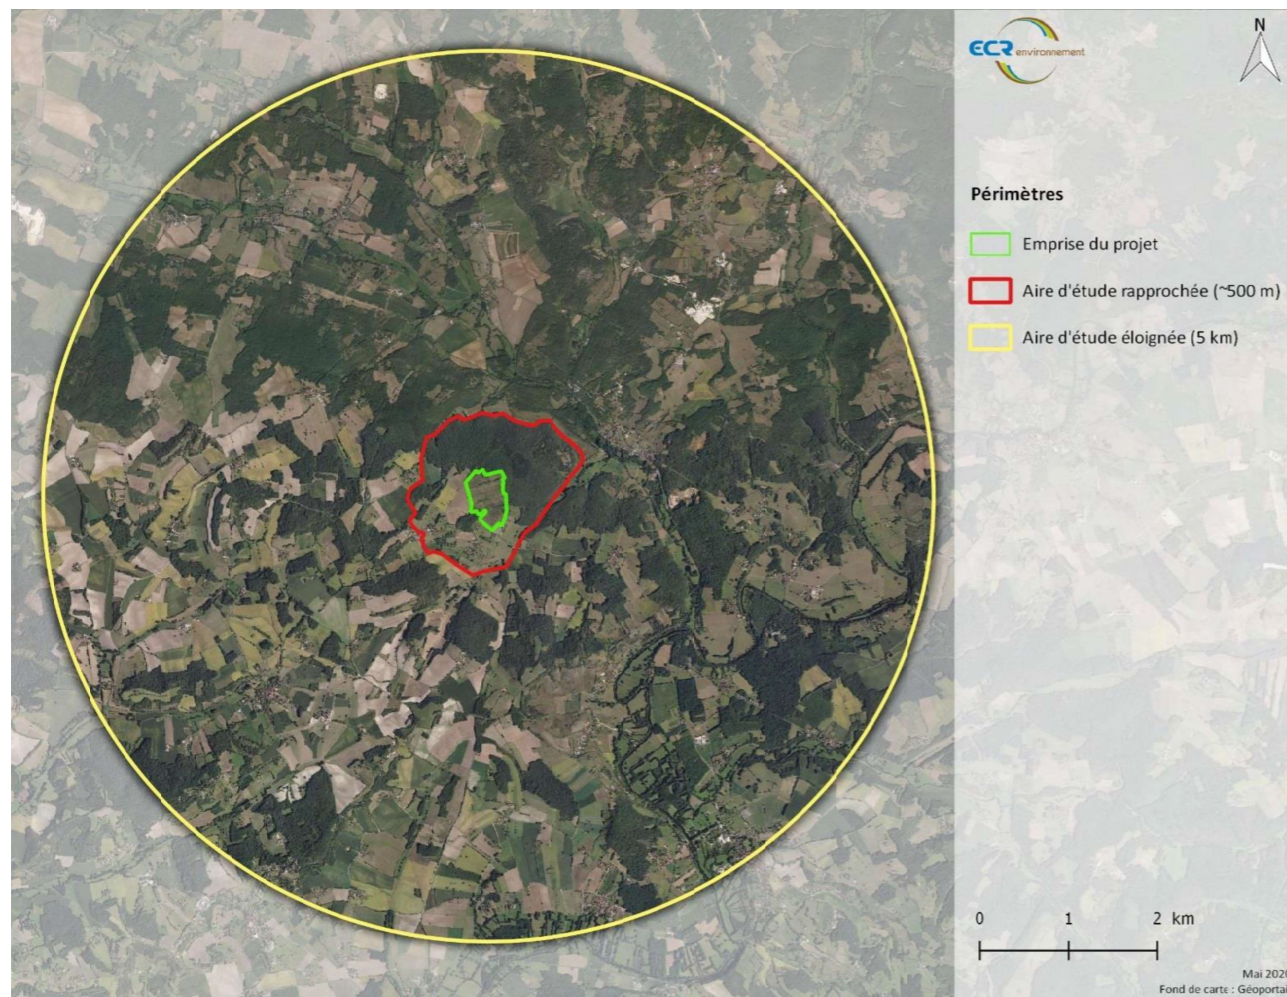 ECR environnement
N
Périmètres
Emprise du projet
Aire d'étude rapprochée (~500 m)
Aire d'étude éloignée (5 km)
0 1 2 km
Mai 2020
Fond de carte : Géoportai